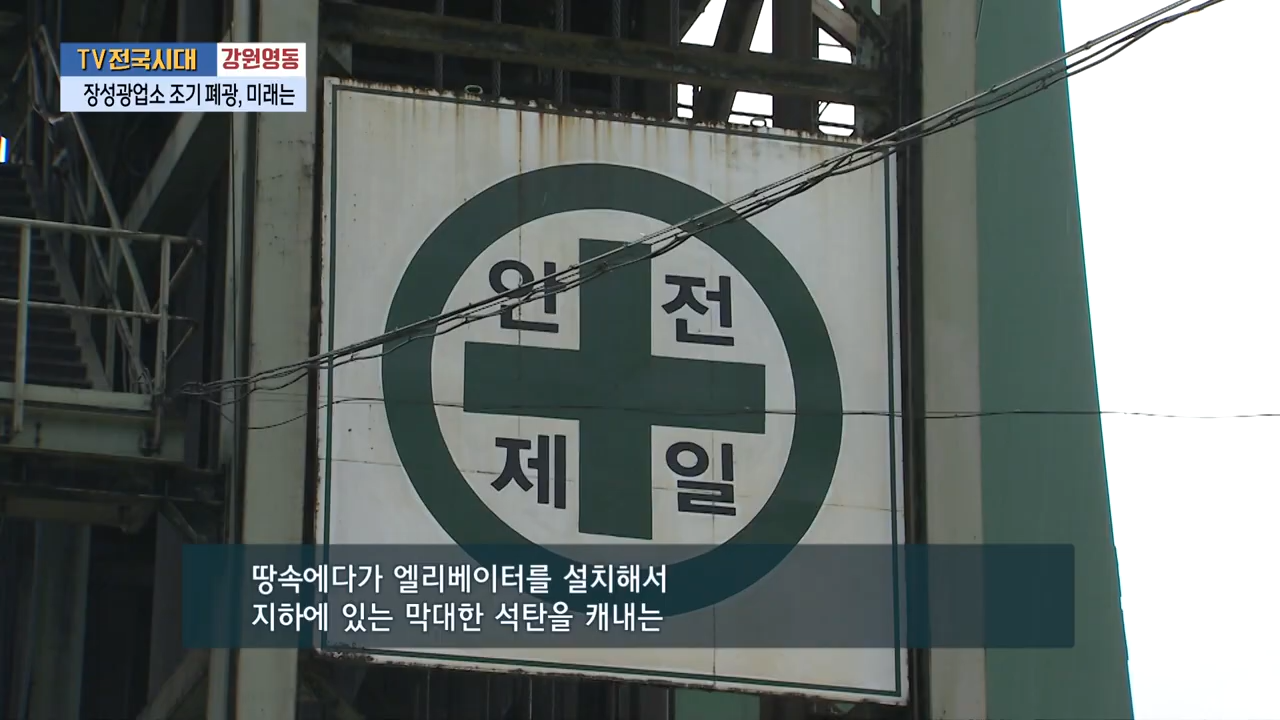 TV전국시대 강원영동
장성광업소 조기 폐광, 미래는
안 전
제 일
땅속에다가 엘리베이터를 설치해서
지하에 있는 막대한 석탄을 캐내는